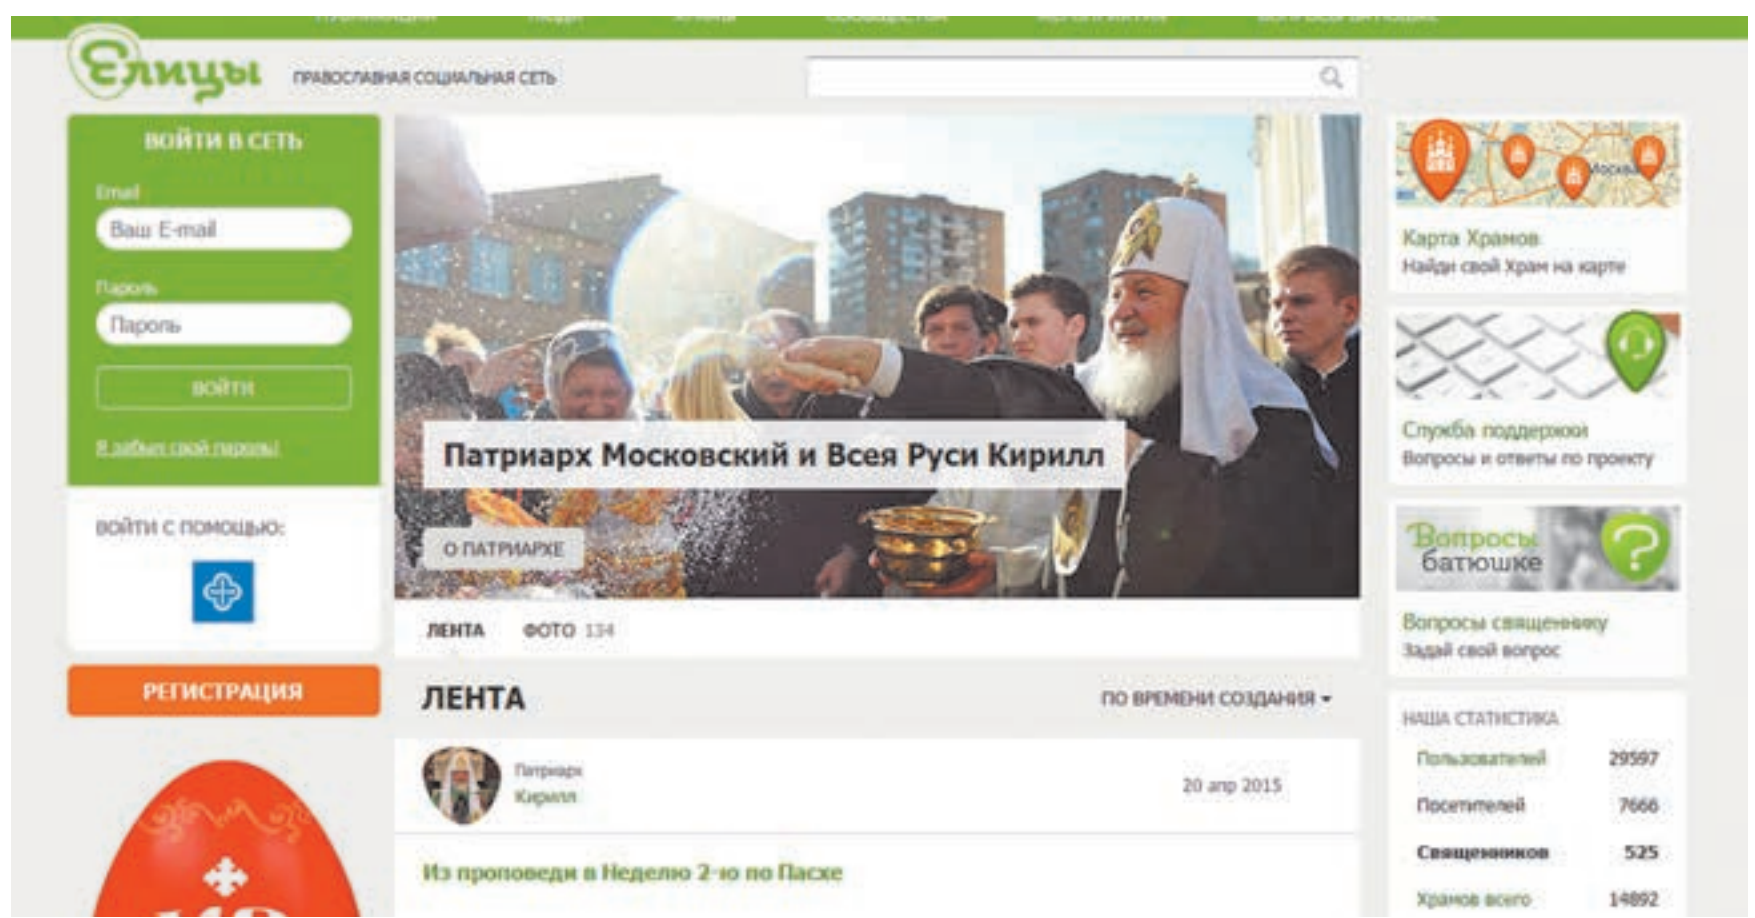 Елицы
ПРАВОСЛАВНАЯ СОЦИАЛЬНАЯ СЕТЬ
ВОЙТИ В СЕТЬ
Email
Ваш E-mail
Пароль
Пароль
ВОЙТИ
Я забыл свой пароль!
ВОЙТИ С ПОМОЩЬЮ:
РЕГИСТРАЦИЯ
Патриарх Московский и Всея Руси Кирилл
О ПАТРИАРХЕ
ЛЕНТА ФОТО 134
ЛЕНТА
ПО ВРЕМЕНИ СОЗДАНИЯ
Патриарх
Кирилл
20 апр 2015
Из проповеди в Неделю 2-ю по Пасхе
Москва
Карта Храмов
Найди свой Храм на карте
Служба поддержки
Вопросы и ответы по проекту
Вопросы
батюшке
Вопросы священнику
Задай свой вопрос
НАША СТАТИСТИКА
Пользователей 29597
Посетителей 7666
Священников 525
Храмов всего 14892